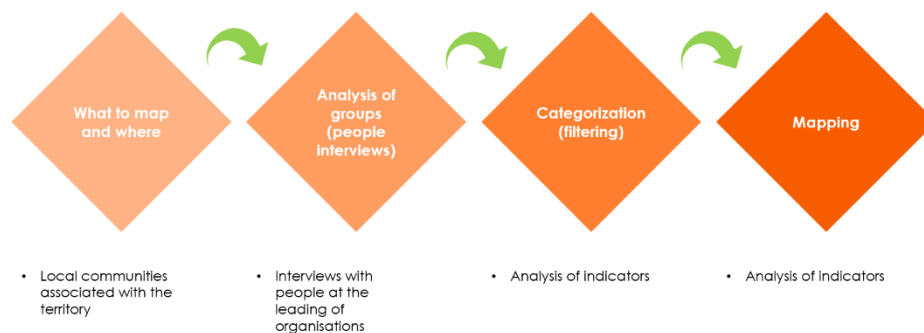 What to map
and where
Analysis of
groups
(people
interviews)
Categorization
(filtering)
Mapping
• Local communities
associated with the
territory
• Interviews with
people at the
leading of
organisations
• Analysis of indicators
• Analysis of indicators